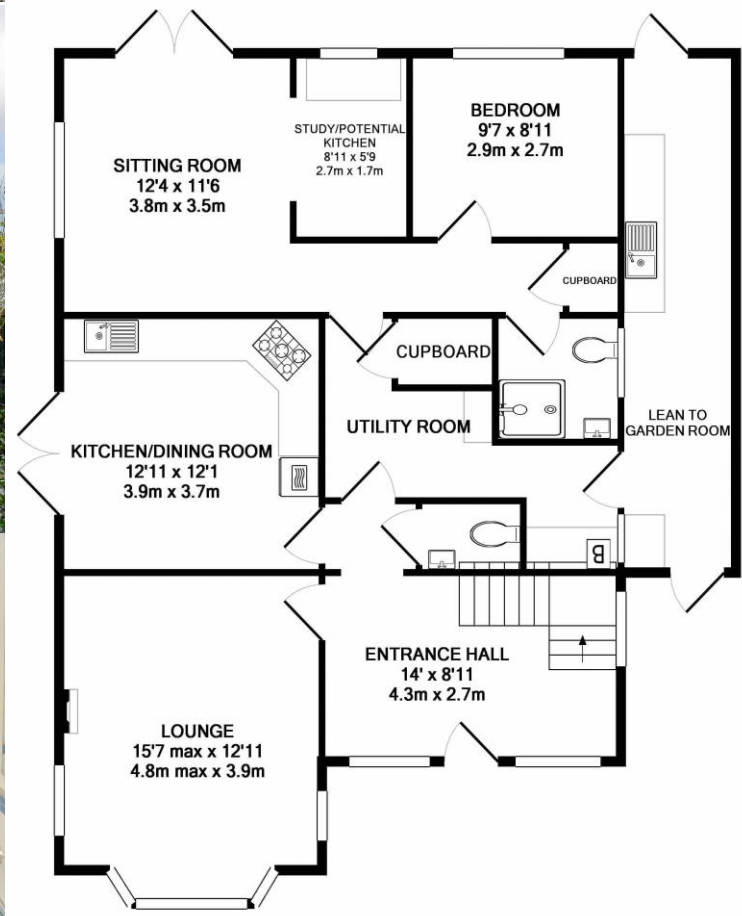 SITTING ROOM
12'4 x 11'6
3.8m x 3.5m
STUDY/POTENTIAL
KITCHEN
8'11 x 5'9
2.7m x 1.7m
BEDROOM
9'7 x 8'11
2.9m x 2.7m
CUPBOARD
CUPBOARD
UTILITY ROOM
LEAN TO
GARDEN ROOM
KITCHEN/DINING ROOM
12'11 x 12'1
3.9m x 3.7m
B
ENTRANCE HALL
14' x 8'11
4.3m x 2.7m
LOUNGE
15'7 max x 12'11
4.8m max x 3.9m